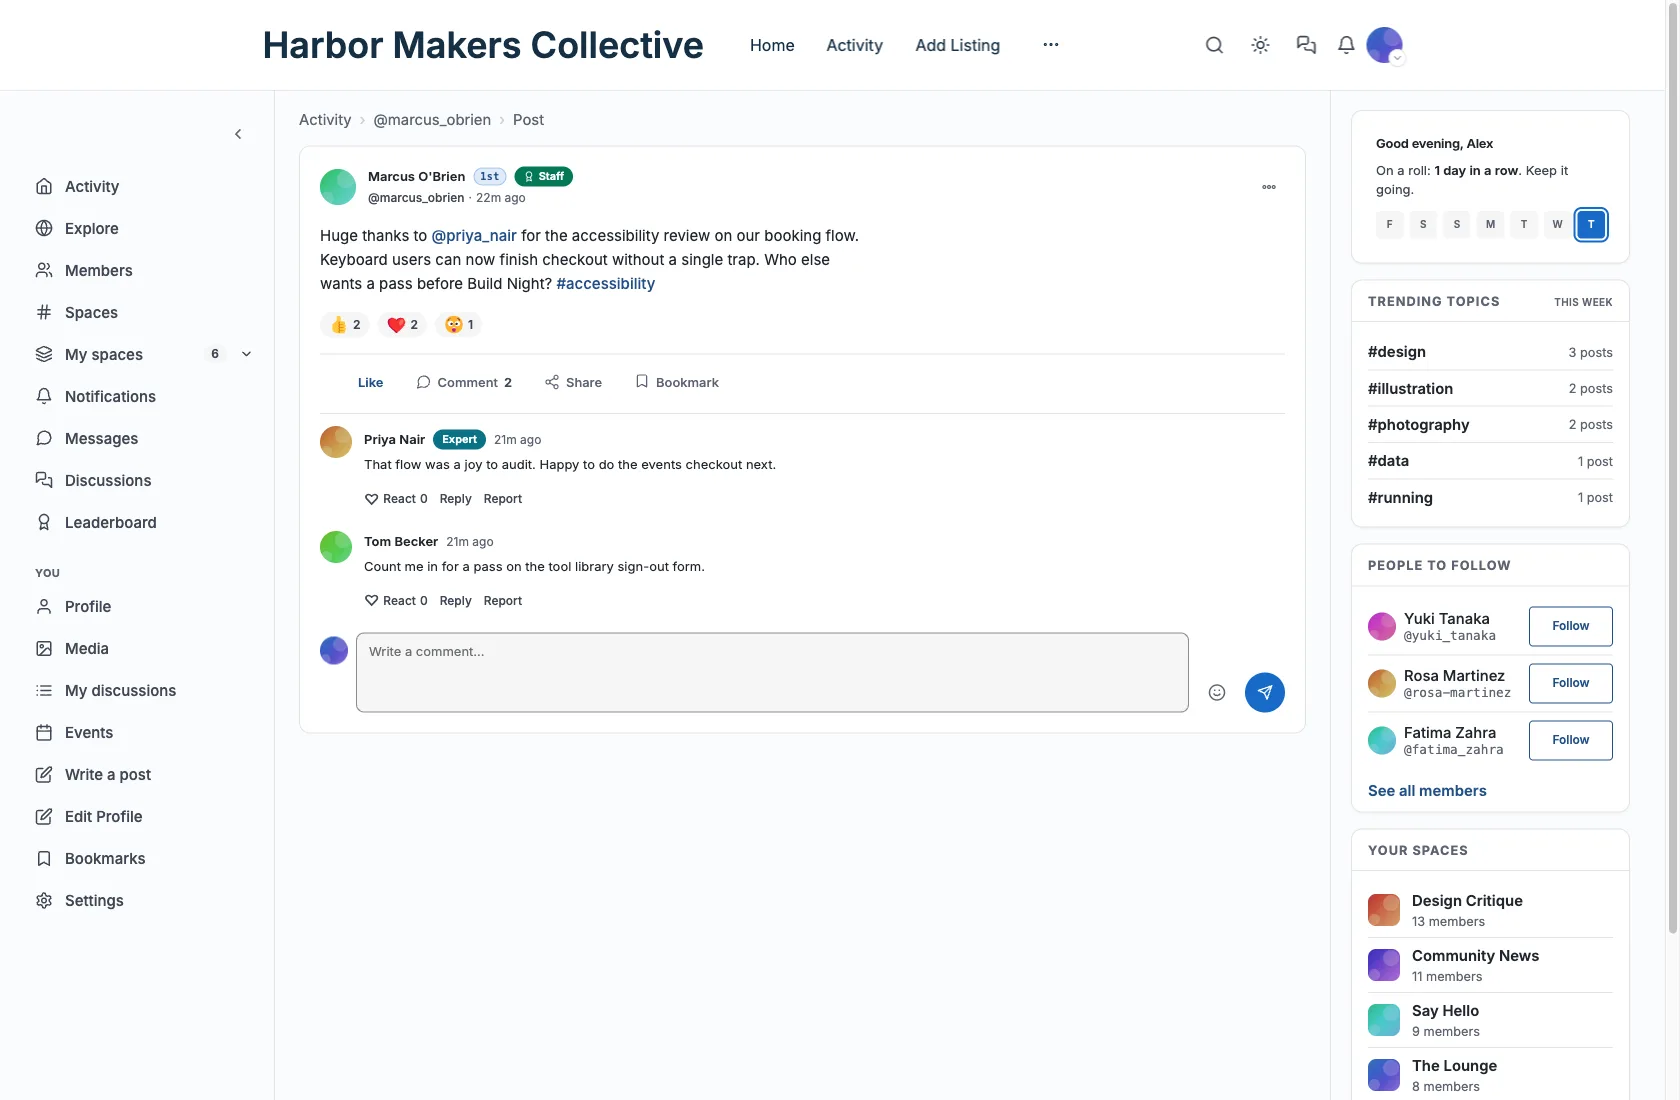 Harbor Makers Collective
Home
Activity
Add Listing
Activity
Explore
Members
Spaces
My spaces 6
Notifications
Messages
Discussions
Leaderboard
YOU
Profile
Media
My discussions
Events
Write a post
Edit Profile
Bookmarks
Settings
Activity › @marcus_obrien › Post
Marcus O'Brien 1st Staff
@marcus_obrien · 22m ago
Huge thanks to @priya_nair for the accessibility review on our booking flow.
Keyboard users can now finish checkout without a single trap. Who else
wants a pass before Build Night? #accessibility
👍 2 ❤️ 2 😳 1
Like Comment 2 Share Bookmark
Priya Nair Expert 21m ago
That flow was a joy to audit. Happy to do the events checkout next.
React 0 Reply Report
Tom Becker 21m ago
Count me in for a pass on the tool library sign-out form.
React 0 Reply Report
Write a comment...
Good evening, Alex
On a roll: 1 day in a row. Keep it
going.
F S S M T W T
TRENDING TOPICS THIS WEEK
#design 3 posts
#illustration 2 posts
#photography 2 posts
#data 1 post
#running 1 post
PEOPLE TO FOLLOW
Yuki Tanaka
@yuki_tanaka
Follow
Rosa Martinez
@rosa-martinez
Follow
Fatima Zahra
@fatima_zahra
Follow
See all members
YOUR SPACES
Design Critique
13 members
Community News
11 members
Say Hello
9 members
The Lounge
8 members